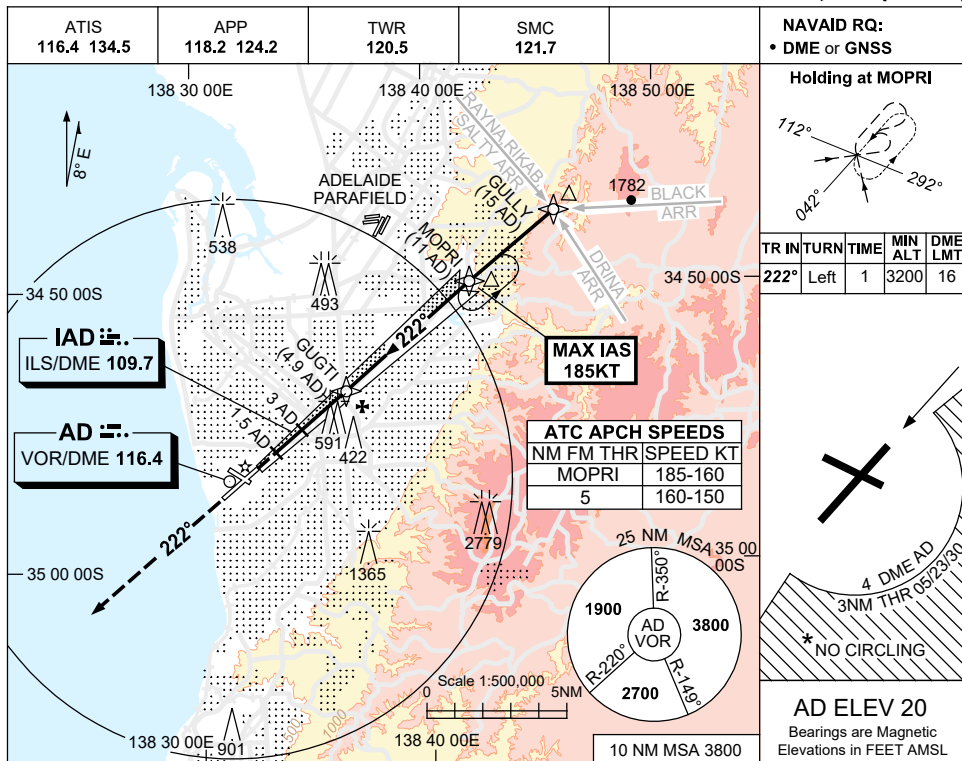 ATIS
116.4 134.5
APP
118.2 124.2
TWR
120.5
SMC
121.7
NAVAID RQ:
• DME or GNSS
138 30 00E
138 40 00E
138 50 00E
8° E
ADELAIDE
PARAFIELD
RAYNA RIKAB
SALTY ARR
GULLY
(15 AD)
1782
BLACK
ARR
DRINA
ARR
MOPRI
(11 AD)
538
493
34 50 00S
34 50 00S
222°
MAX IAS
185KT
IAD
ILS/DME 109.7
GUGTI
(4.9 AD)
3 AD
1.5 AD
591
422
AD
VOR/DME 116.4
222°
ATC APCH SPEEDS
NM FM THR SPEED KT
MOPRI 185-160
5 160-150
2779
1365
35 00 00S
35 00
00S
25 NM MSA
R-350°
1900
3800
AD
VOR
R-220°
R-149°
2700
Scale 1:500,000
0 5NM
500
1000
901
138 30 00E
138 40 00E
10 NM MSA 3800
Holding at MOPRI
112°
292°
042°
TR IN TURN TIME MIN ALT DME LMT
222° Left 1 3200 16
4 DME AD
3NM THR 05/23/30
*NO CIRCLING
AD ELEV 20
Bearings are Magnetic
Elevations in FEET AMSL